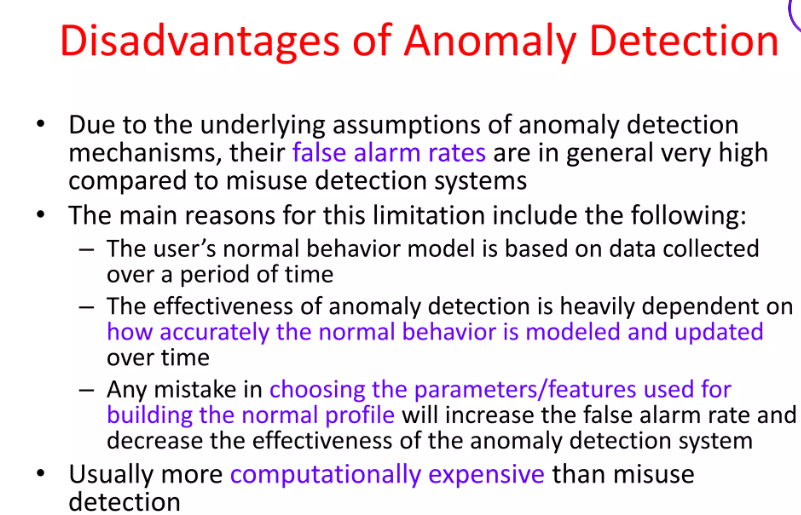 Disadvantages of Anomaly Detection
• Due to the underlying assumptions of anomaly detection
mechanisms, their false alarm rates are in general very high
compared to misuse detection systems
• The main reasons for this limitation include the following:
– The user’s normal behavior model is based on data collected
over a period of time
– The effectiveness of anomaly detection is heavily dependent on
how accurately the normal behavior is modeled and updated
over time
– Any mistake in choosing the parameters/features used for
building the normal profile will increase the false alarm rate and
decrease the effectiveness of the anomaly detection system
• Usually more computationally expensive than misuse
detection